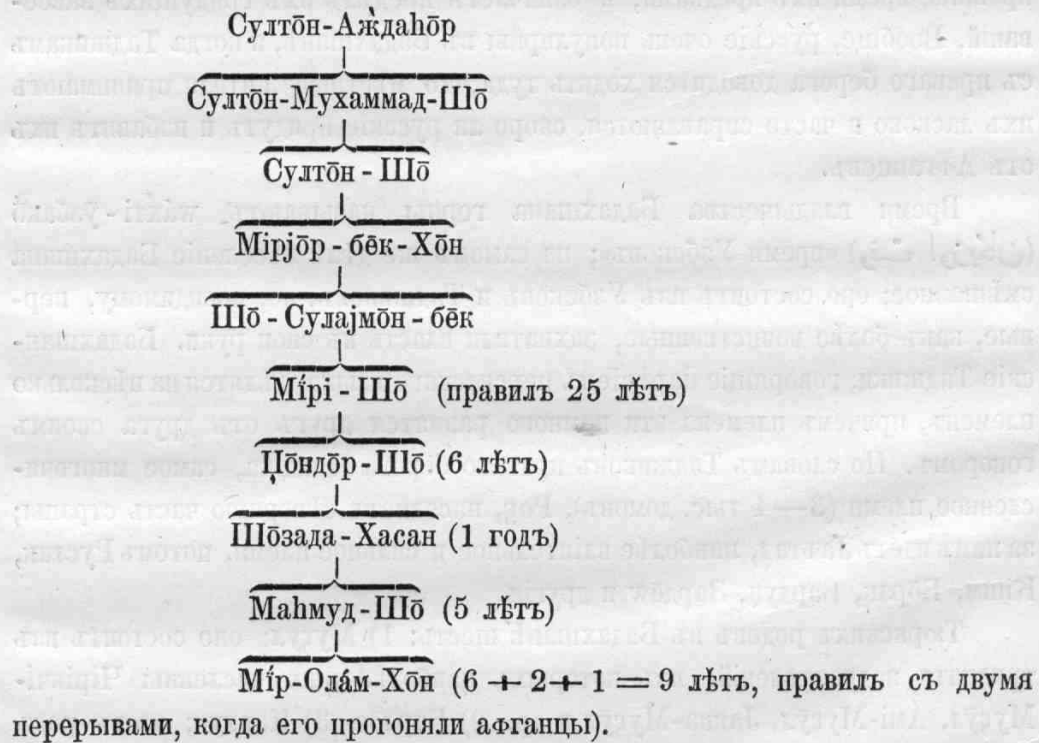 Султо̄н-Аждаһо̄р
Султо̄н-Мухаммад-Шо̄
Султо̄н - Шо̄
Мірјо̄р - бе̄к - Хо̄н
Шо̄ - Сулајмо̄н - бе̄к
Мі́рі - Шо̄ (правилъ 25 лѣтъ)
Џо̄ндо̄р - Шо̄ (6 лѣтъ)
Шо̄зада - Хасан (1 годъ)
Маһмуд - Шо̄ (5 лѣтъ)
Мі́р-Ола́м-Хо̄н (6 + 2 + 1 = 9 лѣтъ, правилъ съ двумя
перерывами, когда его прогоняли афганцы).